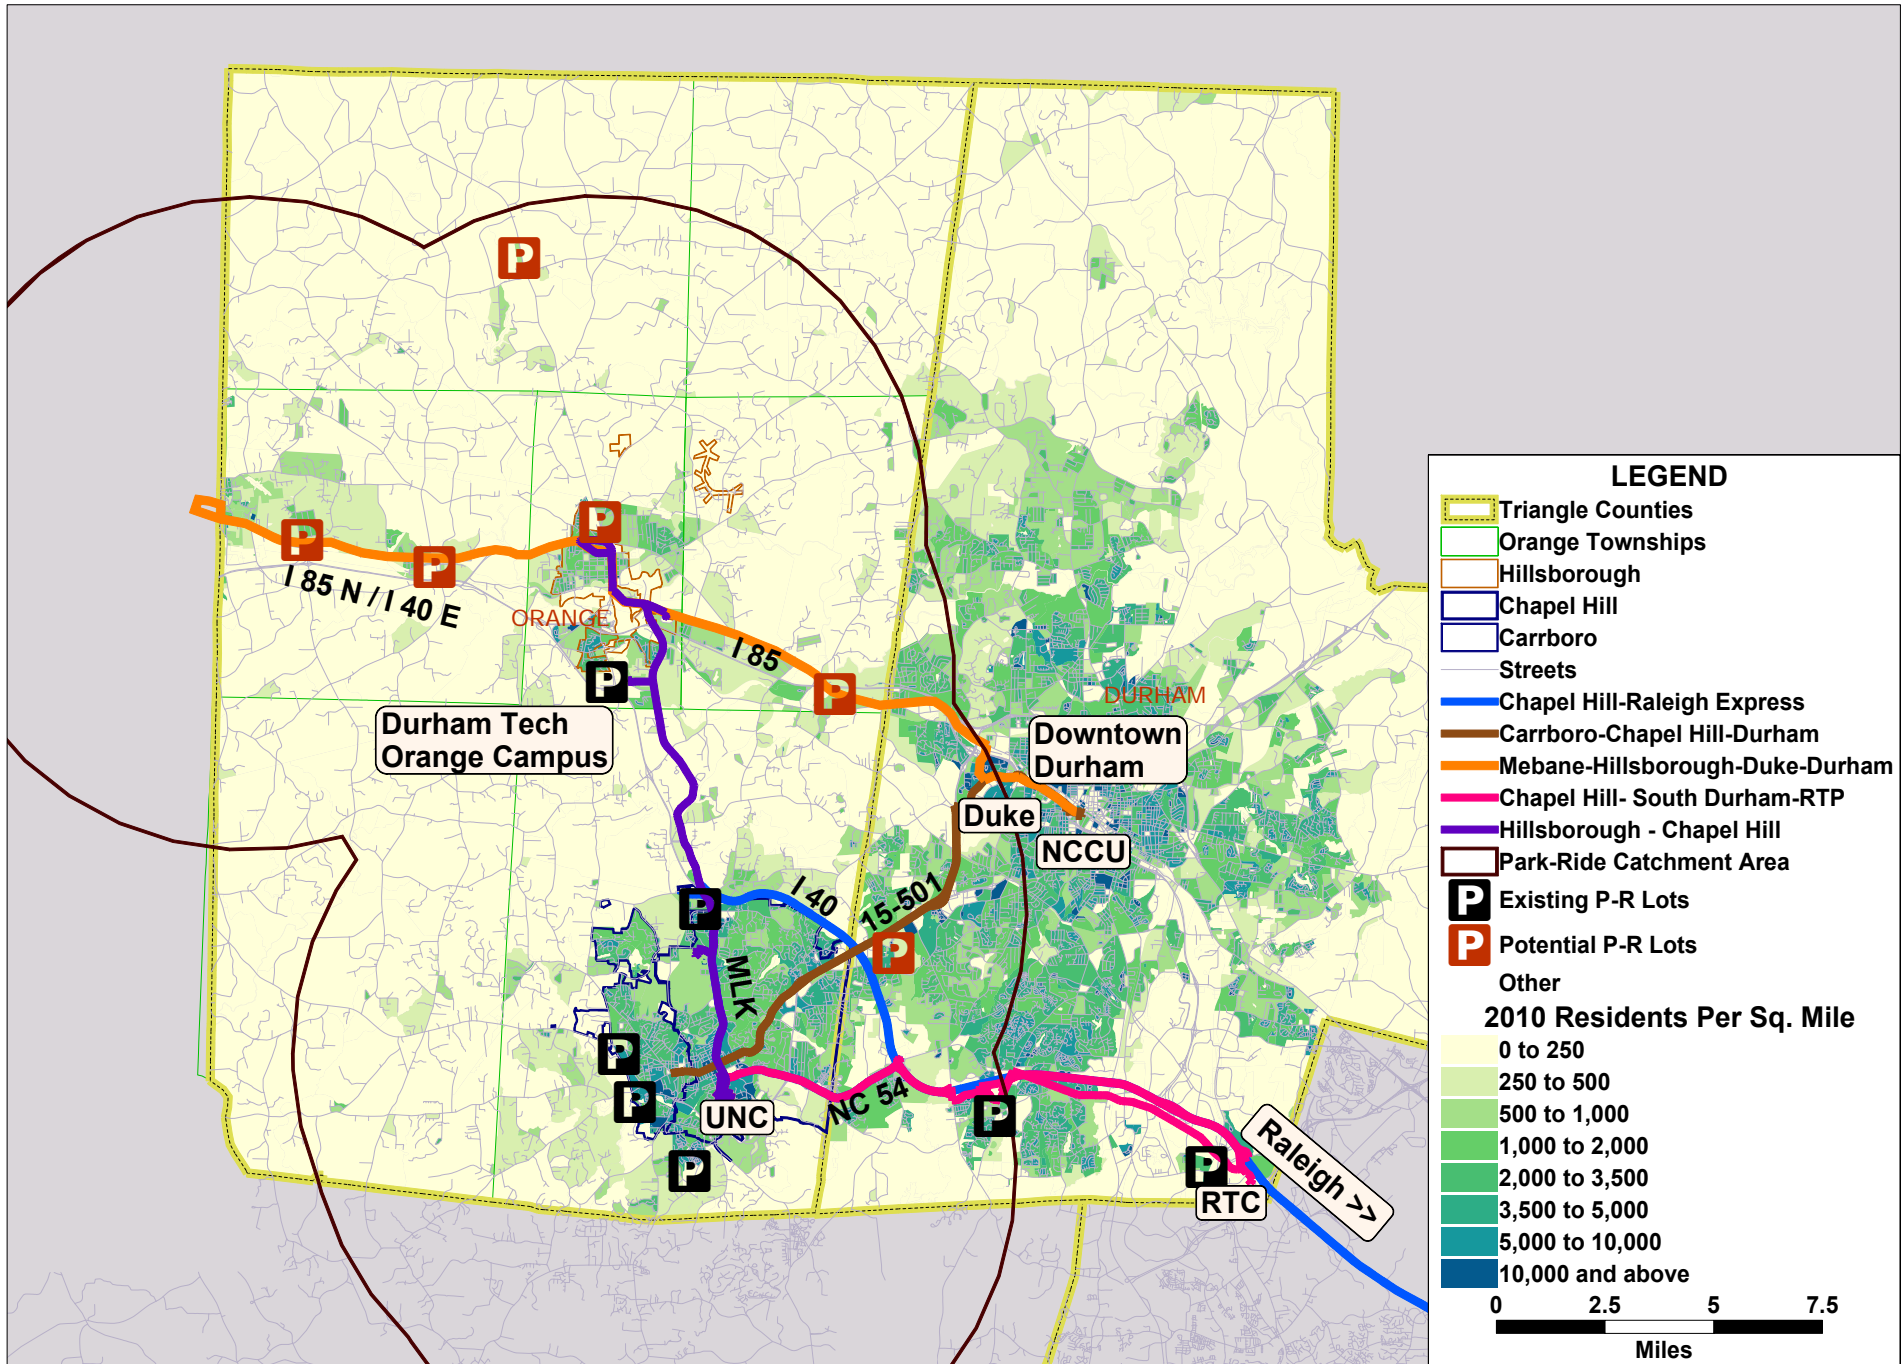 P
P
P
P
I 85 N / I 40 E
ORANGE
I 85
P
P
DURHAM
Durham Tech
Orange Campus
Downtown
Durham
Duke
NCCU
P
I 40
15-501
P
MLK
P
P
UNC
NC 54
P
P
P
RTC
Raleigh >>
LEGEND
Triangle Counties
Orange Townships
Hillsborough
Chapel Hill
Carrboro
Streets
Chapel Hill-Raleigh Express
Carrboro-Chapel Hill-Durham
Mebane-Hillsborough-Duke-Durham
Chapel Hill- South Durham-RTP
Hillsborough - Chapel Hill
Park-Ride Catchment Area
P Existing P-R Lots
P Potential P-R Lots
Other
2010 Residents Per Sq. Mile
0 to 250
250 to 500
500 to 1,000
1,000 to 2,000
2,000 to 3,500
3,500 to 5,000
5,000 to 10,000
10,000 and above
0 2.5 5 7.5
Miles